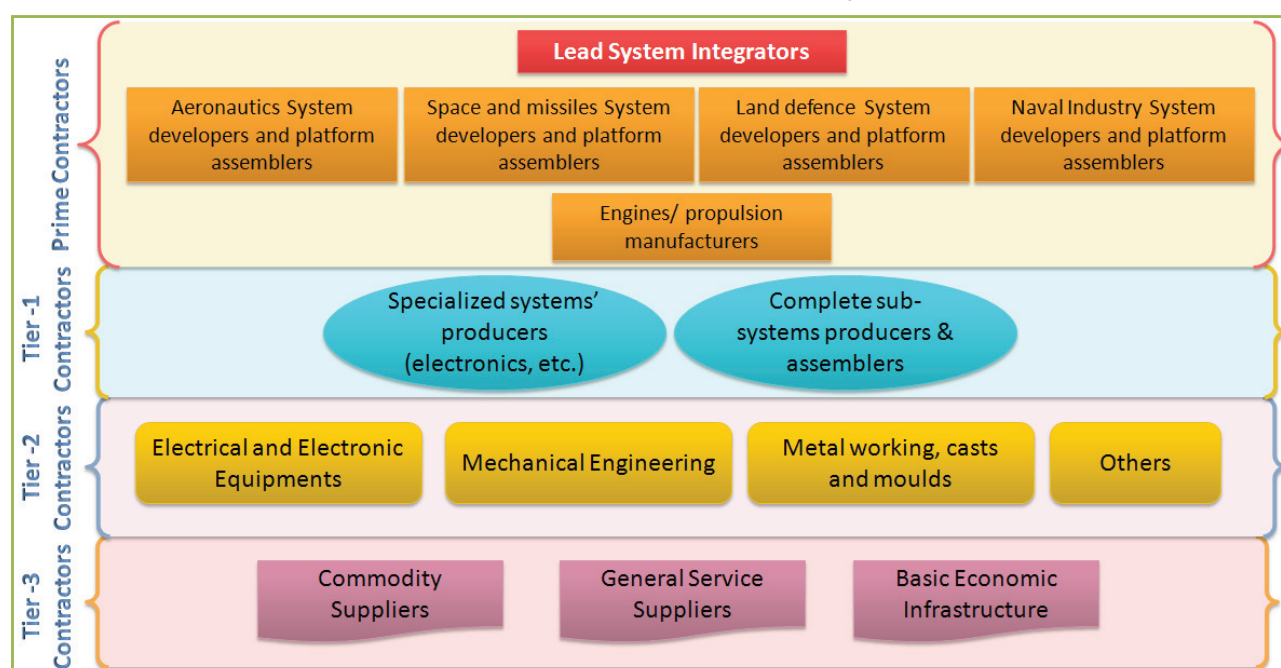 Lead System Integrators
Aeronautics System
developers and platform
assemblers
Space and missiles System
developers and platform
assemblers
Land defence System
developers and platform
assemblers
Naval Industry System
developers and platform
assemblers
Engines/ propulsion
manufacturers
Prime Contractors
Specialized systems’
producers
(electronics, etc.)
Complete sub-
systems producers &
assemblers
Tier -1
Contractors
Electrical and Electronic
Equipments
Mechanical Engineering
Metal working, casts
and moulds
Others
Tier -2
Contractors
Commodity
Suppliers
General Service
Suppliers
Basic Economic
Infrastructure
Tier -3
Contractors